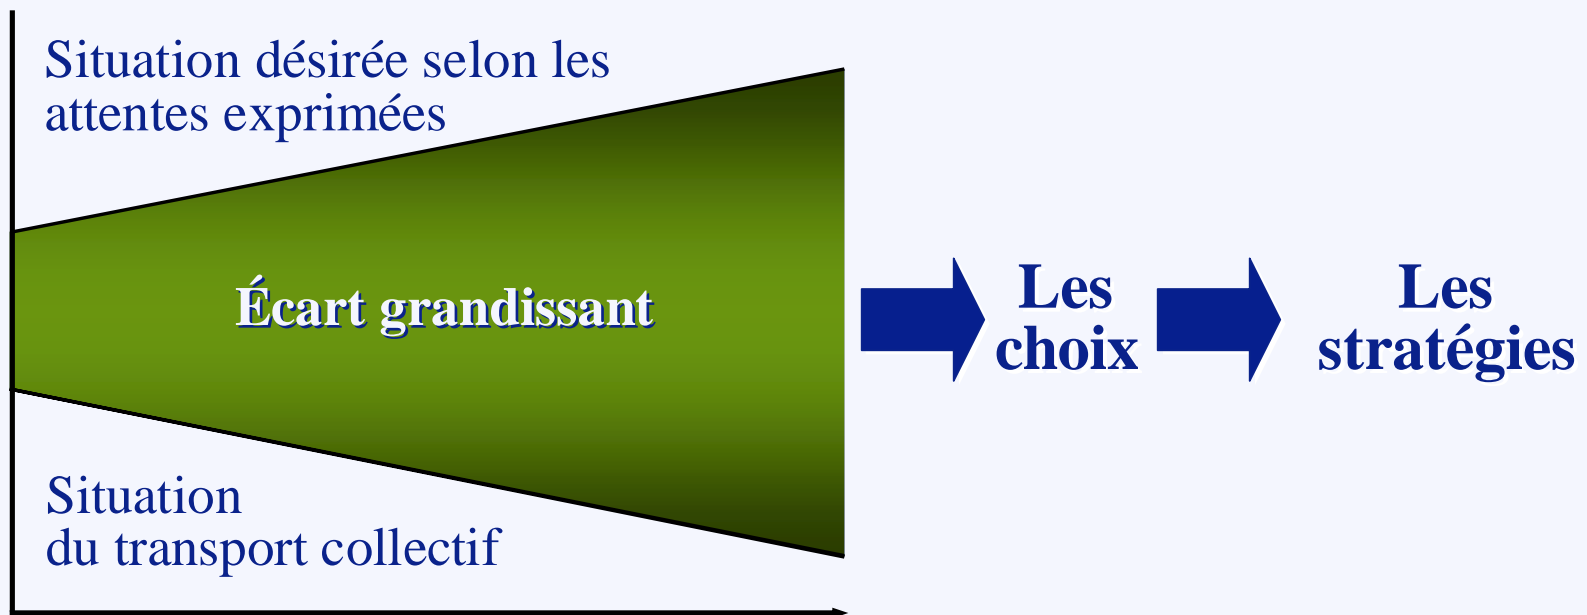 Situation désirée selon les
attentes exprimées
Écart grandissant
Situation
du transport collectif
Les
choix
Les
stratégies